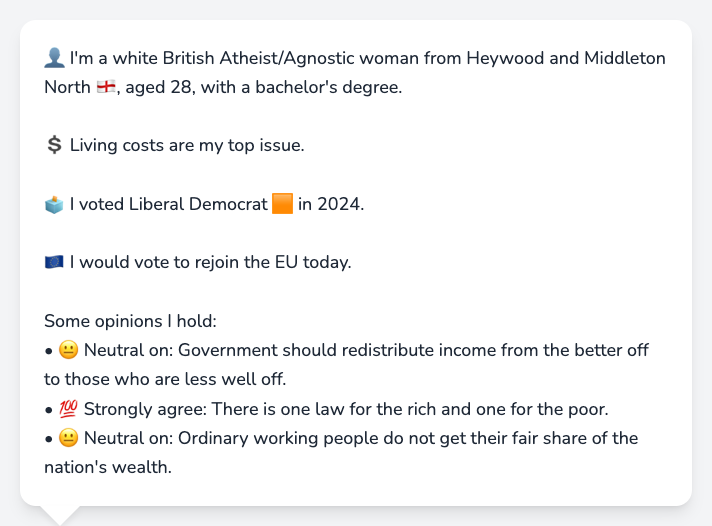 👤 I'm a white British Atheist/Agnostic woman from Heywood and Middleton
North 🏴󠁧󠁢󠁥󠁮󠁧󠁿, aged 28, with a bachelor's degree.
💲 Living costs are my top issue.
🗳️ I voted Liberal Democrat 🟧 in 2024.
🇪🇺 I would vote to rejoin the EU today.
Some opinions I hold:
• 😐 Neutral on: Government should redistribute income from the better off
to those who are less well off.
• 💯 Strongly agree: There is one law for the rich and one for the poor.
• 😐 Neutral on: Ordinary working people do not get their fair share of the
nation's wealth.